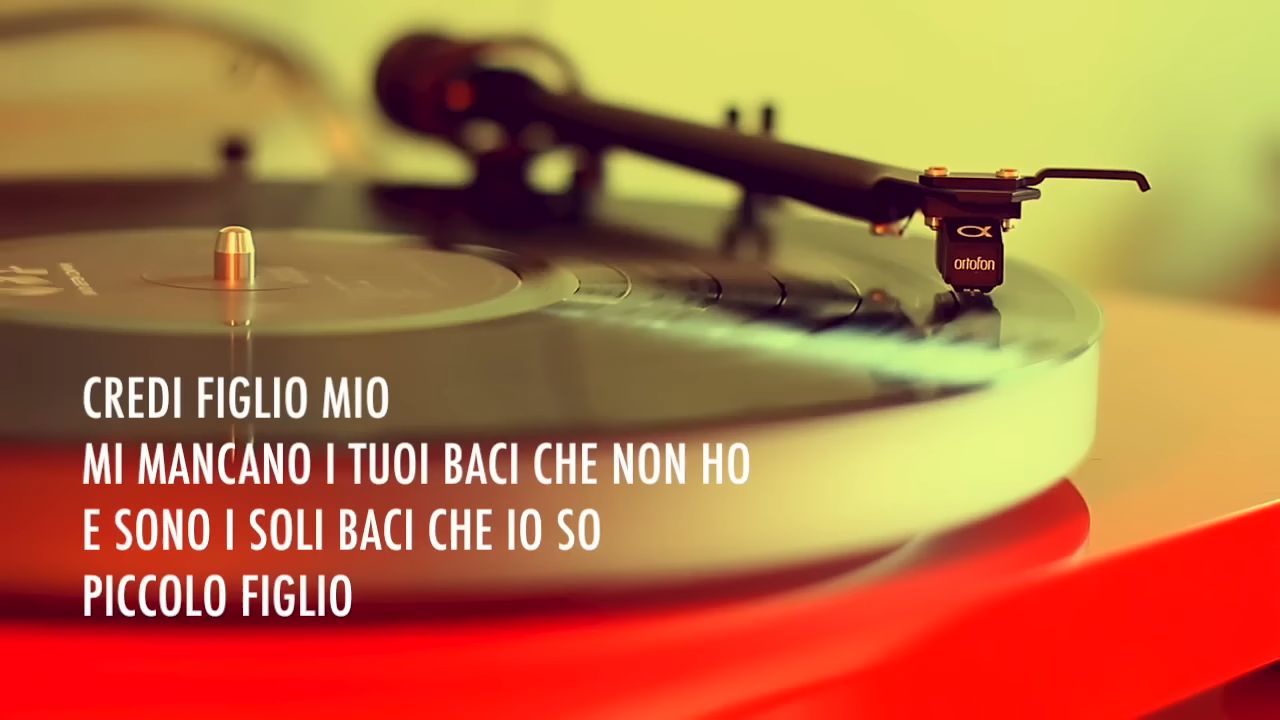 ortofon
CREDI FIGLIO MIO
MI MANCANO I TUOI BACI CHE NON HO
E SONO I SOLI BACI CHE IO SO
PICCOLO FIGLIO